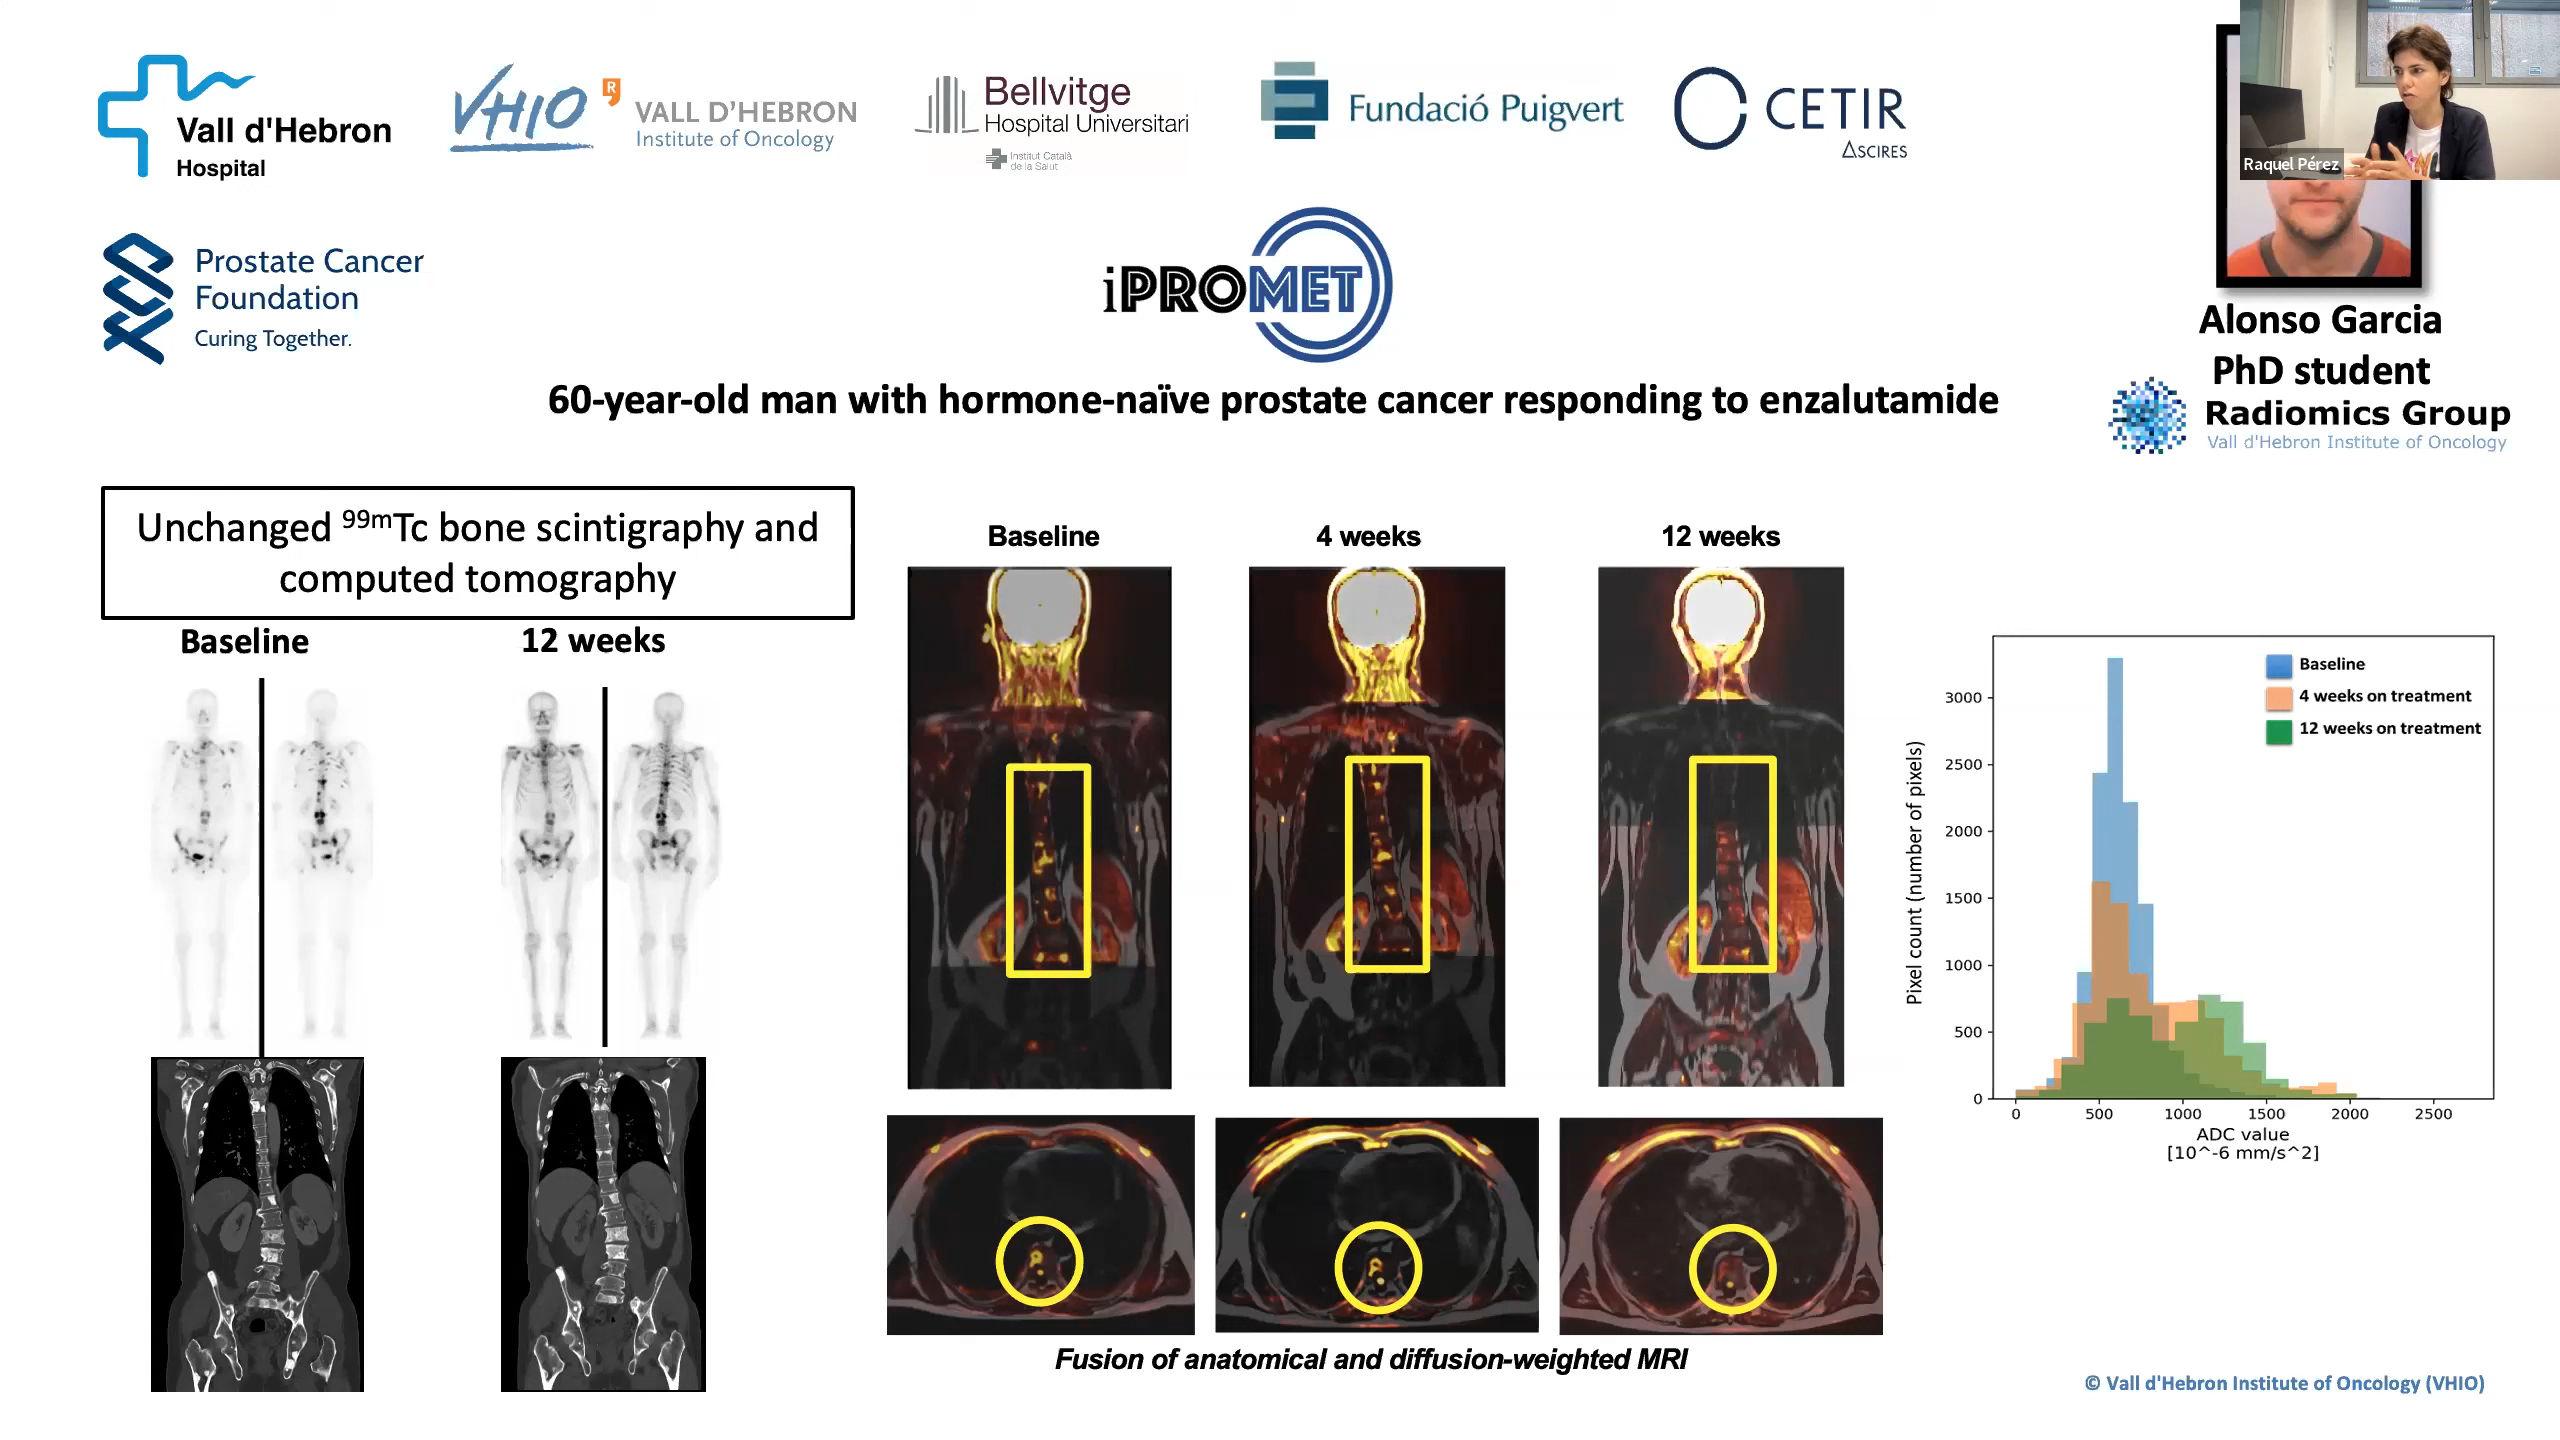 Vall d'Hebron
Hospital
VHIO
R
VALL D'HEBRON
Institute of Oncology
Bellvitge
Hospital Universitari
Institut Català
de la Salut
Fundació Puigvert
CETIR
ASCIRES
Raquel Pérez
Prostate Cancer
Foundation
Curing Together.
iPROMET
Alonso Garcia
PhD student
Radiomics Group
Vall d'Hebron Institute of Oncology
60-year-old man with hormone-naïve prostate cancer responding to enzalutamide
Unchanged 99mTc bone scintigraphy and
computed tomography
Baseline 12 weeks
Baseline 4 weeks 12 weeks
Fusion of anatomical and diffusion-weighted MRI
Baseline
4 weeks on treatment
12 weeks on treatment
Pixel count (number of pixels)
3000
2500
2000
1500
1000
500
0
0 500 1000 1500 2000 2500
ADC value
[10^-6 mm/s^2]
© Vall d'Hebron Institute of Oncology (VHIO)